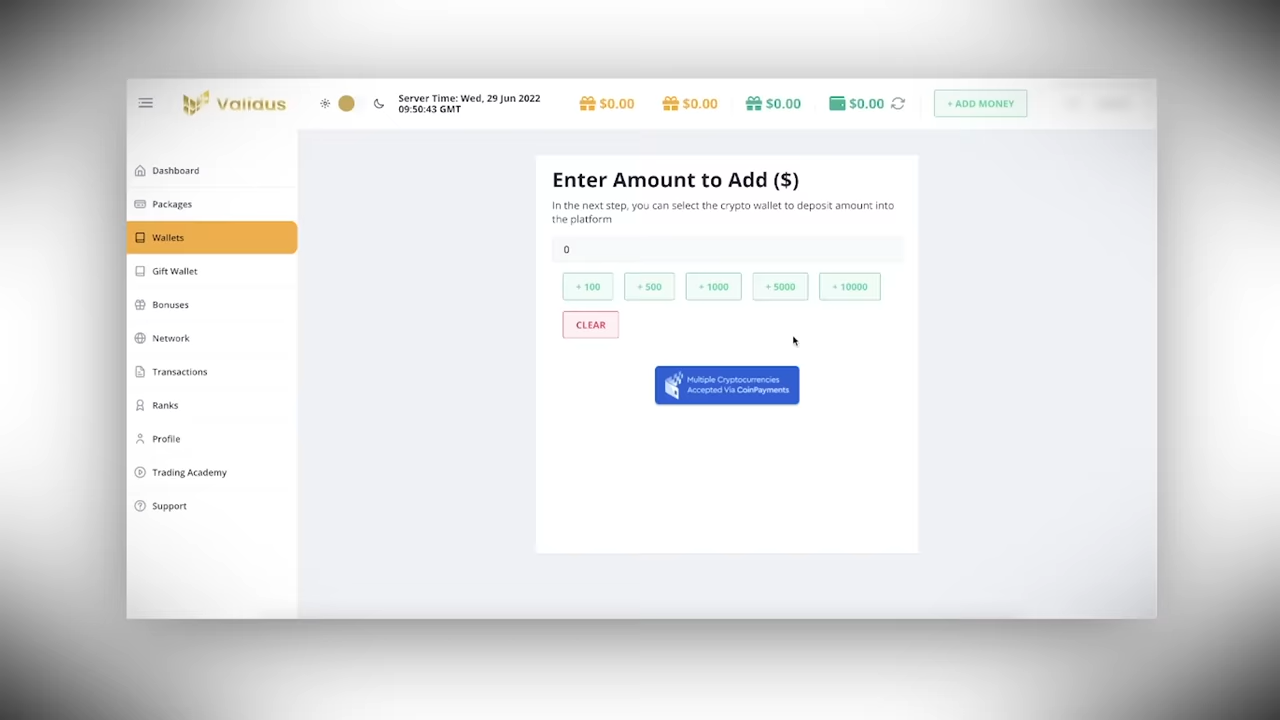 Validus
Server Time: Wed, 29 Jun 2022
09:50:43 GMT
$0.00
$0.00
$0.00
$0.00
+ ADD MONEY
Dashboard
Packages
Wallets
Gift Wallet
Bonuses
Network
Transactions
Ranks
Profile
Trading Academy
Support
Enter Amount to Add ($)
In the next step, you can select the crypto wallet to deposit amount into
the platform
0
+ 100
+ 500
+ 1000
+ 5000
+ 10000
CLEAR
Multiple Cryptocurrencies
Accepted Via CoinPayments